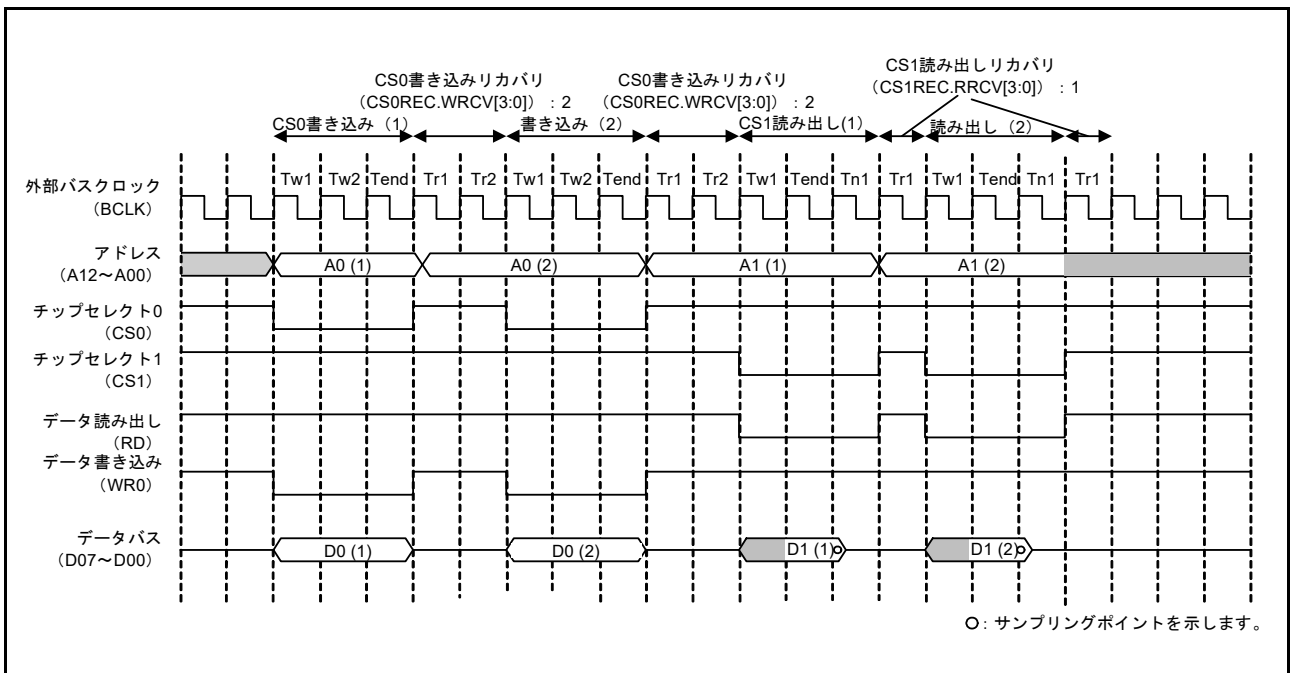 CS1読み出しリカバリ
（CS1REC.RRCV[3:0]）：1
CS0書き込みリカバリ
（CS0REC.WRCV[3:0]）：2
CS0書き込みリカバリ
（CS0REC.WRCV[3:0]）：2
CS0書き込み（1） 書き込み（2） CS1読み出し(1) 読み出し（2）
Tw1 Tw2 Tend Tr1 Tr2 Tw1 Tw2 Tend Tr1 Tr2 Tw1 Tend Tn1 Tr1 Tw1 Tend Tn1 Tr1
外部バスクロック
（BCLK）
アドレス
（A12～A00）
A0 (1) A0 (2) A1 (1) A1 (2)
チップセレクト0
（CS0）
チップセレクト1
（CS1）
データ読み出し
（RD）
データ書き込み
（WR0）
データバス
（D07～D00）
D0 (1) D0 (2) D1 (1) D1 (2)
O：サンプリングポイントを示します。